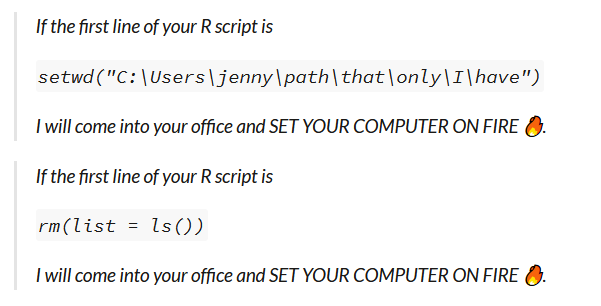 If the first line of your R script is
setwd("C:\Users\jenny\path\that\only\I\have")
I will come into your office and SET YOUR COMPUTER ON FIRE 🔥.
If the first line of your R script is
rm(list = ls())
I will come into your office and SET YOUR COMPUTER ON FIRE 🔥.